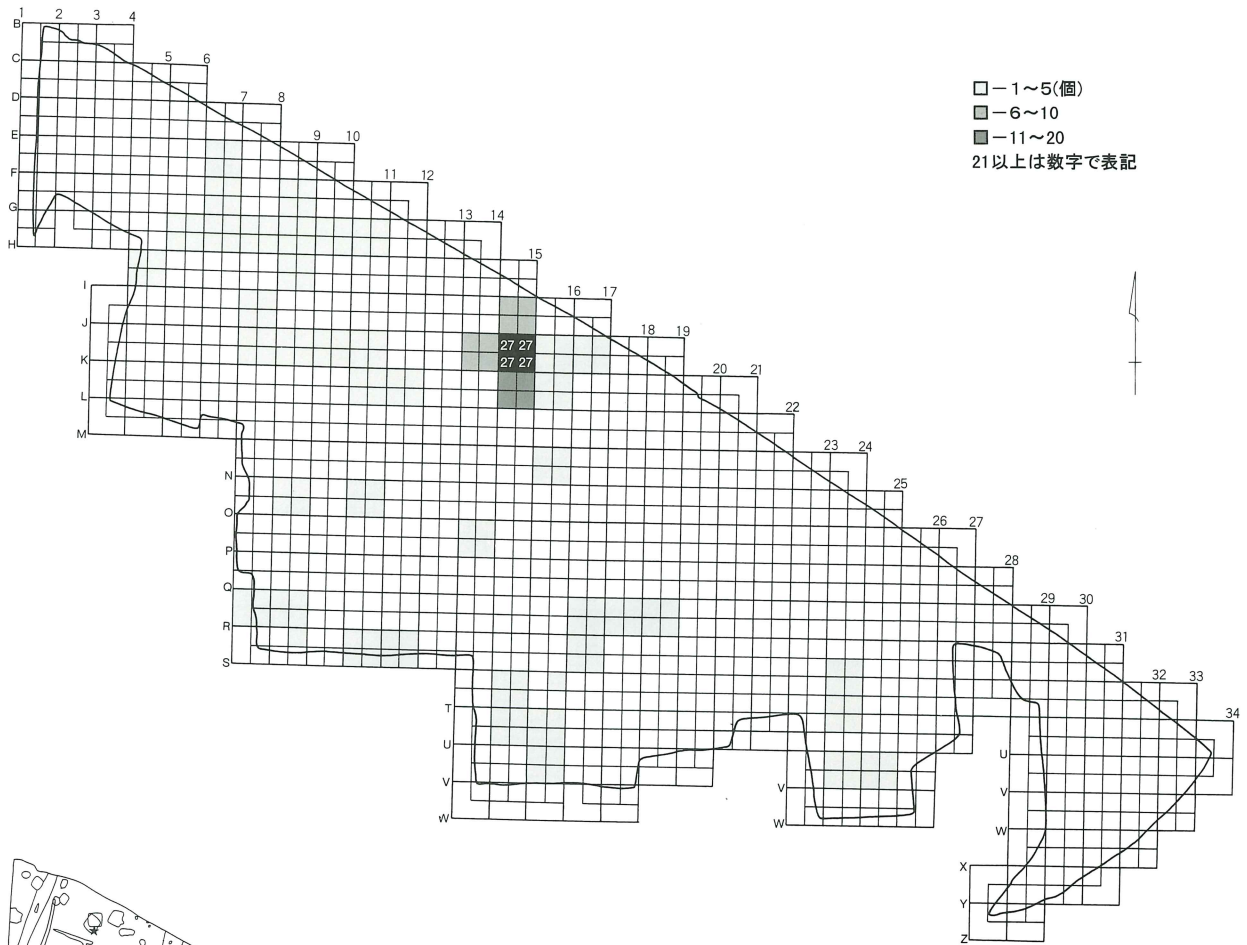 1 2 3 4
B
C 5 6
D 7 8
E 9 10
F 11 12
G 13 14
H 15
I 16 17
J 18 19
27 27
K 20 21
27 27
L 22
M 23 24
N 25
O 26 27
P 28
Q 29 30
R 31
S 32 33
T 34
U U
V V V
W W W
X
Y
Z
□－1～5(個)
■－6～10
■－11～20
21以上は数字で表記